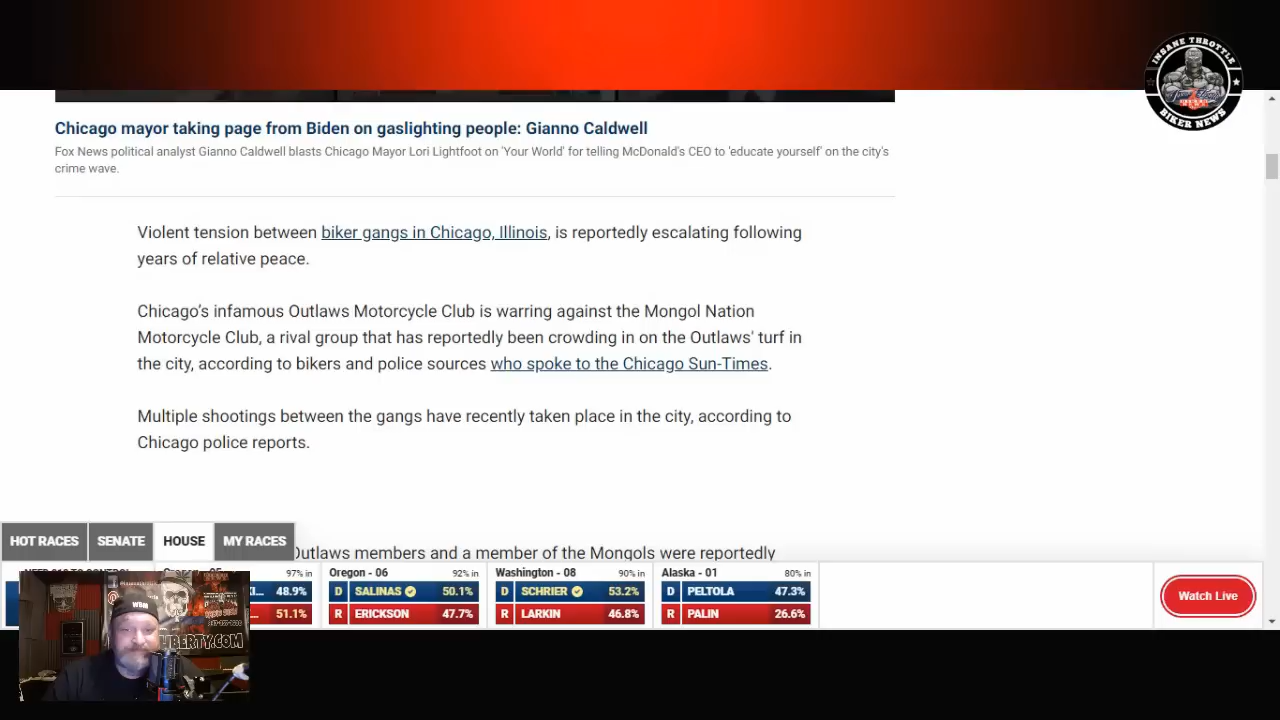 INSANE THROTTLE
BIKER NEWS
Chicago mayor taking page from Biden on gaslighting people: Gianno Caldwell
Fox News political analyst Gianno Caldwell blasts Chicago Mayor Lori Lightfoot on 'Your World' for telling McDonald's CEO to 'educate yourself' on the city's
crime wave.
Violent tension between biker gangs in Chicago, Illinois, is reportedly escalating following
years of relative peace.
Chicago's infamous Outlaws Motorcycle Club is warring against the Mongol Nation
Motorcycle Club, a rival group that has reportedly been crowding in on the Outlaws' turf in
the city, according to bikers and police sources who spoke to the Chicago Sun-Times.
Multiple shootings between the gangs have recently taken place in the city, according to
Chicago police reports.
Outlaws members and a member of the Mongols were reportedly
HOT RACES SENATE HOUSE MY RACES
97% in
48.9%
51.1%
Oregon - 06 92% in
D SALINAS 50.1%
R ERICKSON 47.7%
Washington - 08 90% in
D SCHRIER 53.2%
R LARKIN 46.8%
Alaska - 01 80% in
D PELTOLA 47.3%
R PALIN 26.6%
Watch Live
WBM
LIBERTY.COM